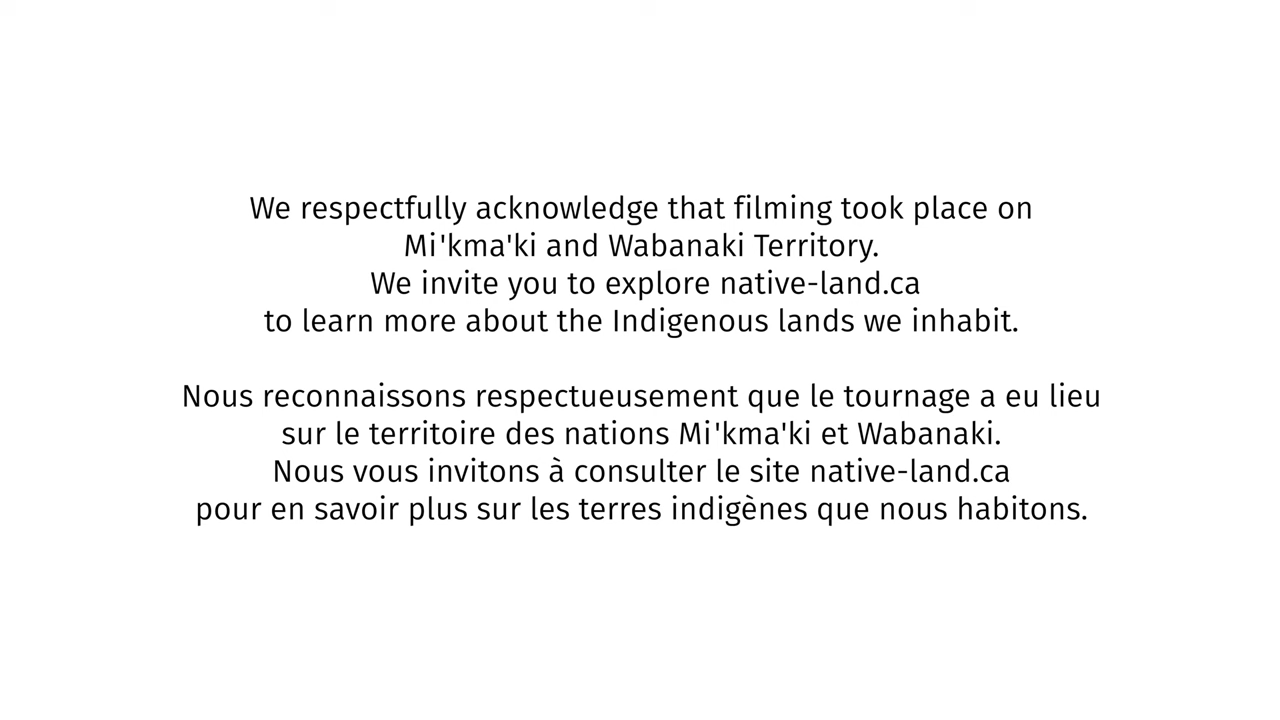 We respectfully acknowledge that filming took place on
Mi'kma'ki and Wabanaki Territory.
We invite you to explore native-land.ca
to learn more about the Indigenous lands we inhabit.
Nous reconnaissons respectueusement que le tournage a eu lieu
sur le territoire des nations Mi'kma'ki et Wabanaki.
Nous vous invitons à consulter le site native-land.ca
pour en savoir plus sur les terres indigènes que nous habitons.